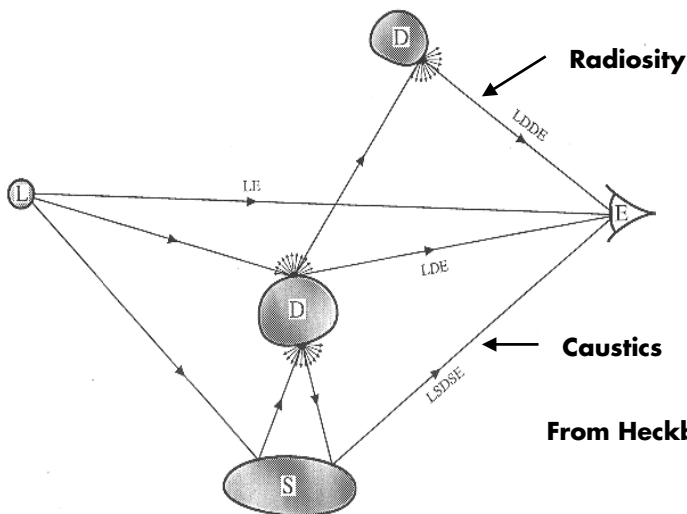 D
Radiosity
LDDE
L
LE
E
LDE
D
Caustics
LSDSE
From Heckb
S